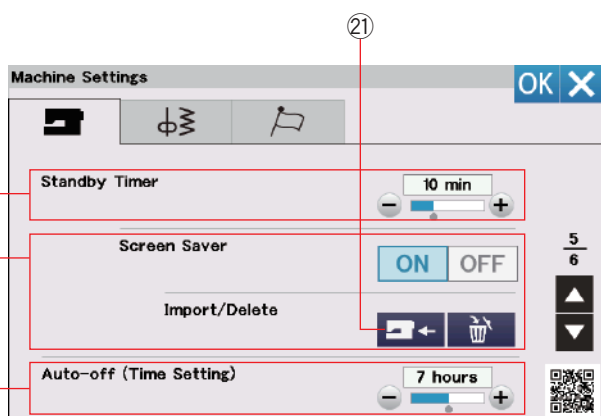 ㉑
Machine Settings
OK
Standby Timer
10 min
Screen Saver
ON OFF
5
6
Import/Delete
Auto-off (Time Setting)
7 hours